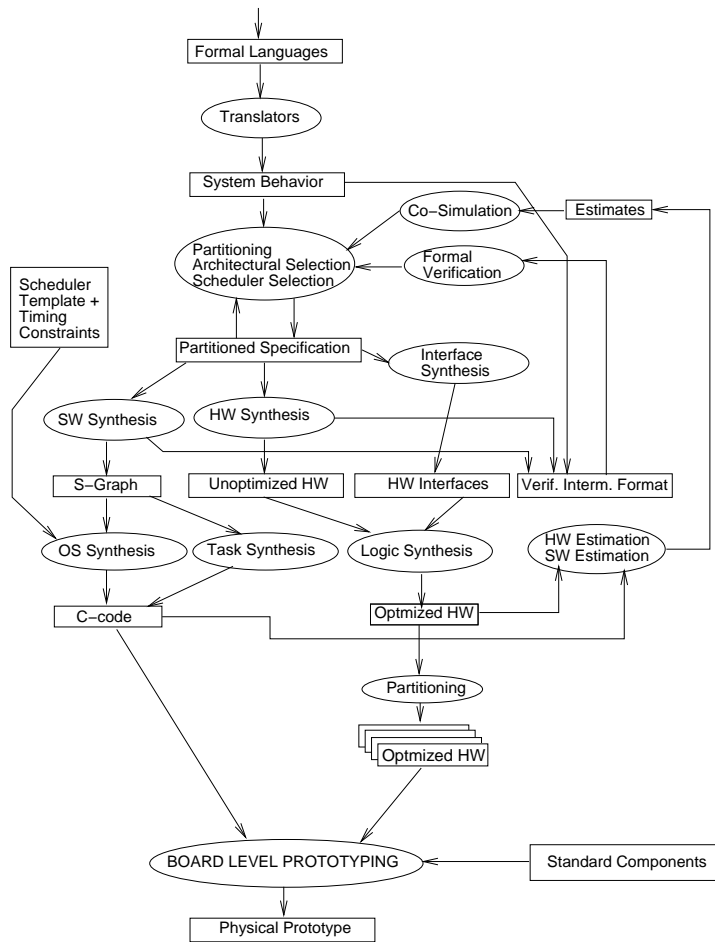 Formal Languages
Translators
System Behavior
Co−Simulation
Estimates
Partitioning
Architectural Selection
Scheduler Selection
Formal
Verification
Scheduler
Template +
Timing
Constraints
Partitioned Specification
Interface
Synthesis
SW Synthesis
HW Synthesis
S−Graph
Unoptimized HW
HW Interfaces
Verif. Interm. Format
OS Synthesis
Task Synthesis
Logic Synthesis
HW Estimation
SW Estimation
C−code
Optmized HW
Partitioning
Optmized HW
BOARD LEVEL PROTOTYPING
Standard Components
Physical Prototype